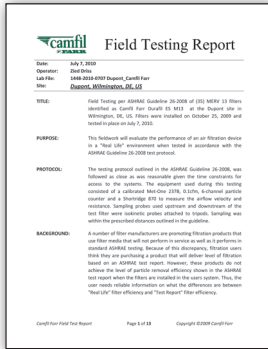 camfil
FARR
Field Testing Report
Date: July 7, 2010
Operator: Zied Driss
Lab File: 1448-2010-0707 Dupont_Camfil Farr
Site: Dupont, Wilmington, DE, US
TITLE: Field Testing per ASHRAE Guideline 26-2008 of (35) MERV 13 filters
identified as Camfil Farr Durafil ES M13 at the Dupont site in
Wilmington, DE, US. Filters were installed on October 25, 2009 and
tested in place on July 7, 2010.
PURPOSE: This fieldwork will evaluate the performance of an air filtration device
in a "Real Life" environment when tested in accordance with the
ASHRAE Guideline 26-2008 test protocol.
PROTOCOL: The testing protocol outlined in the ASHRAE Guideline 26-2008, was
followed as close as was reasonable given the time constraints for
access to the systems. The equipment used during this testing
consisted of a calibrated Met-One 2378, 0.1cfm, 6-channel particle
counter and a Shortridge 870 to measure the airflow velocity and
resistance. Sampling probes used upstream and downstream of the
test filter were isokinetic probes attached to tripods. Sampling was
within the prescribed distances outlined in the guideline.
BACKGROUND: A number of filter manufacturers are promoting filtration products that
use filter media that will not perform in service as well as it performs in
standard ASHRAE testing. Because of this discrepancy, filtration users
think they are purchasing a product that will deliver level of filtration
based on an ASHRAE test report. However, these products do not
achieve the level of particle removal efficiency shown in the ASHRAE
test report when the filters are installed in the users system. Thus, the
user needs reliable information on what the differences are between
"Real Life" filter efficiency and "Test Report" filter efficiency.
Camfil Farr Field Test Report Page 1 of 10 Copyright ©2009 Camfil Farr